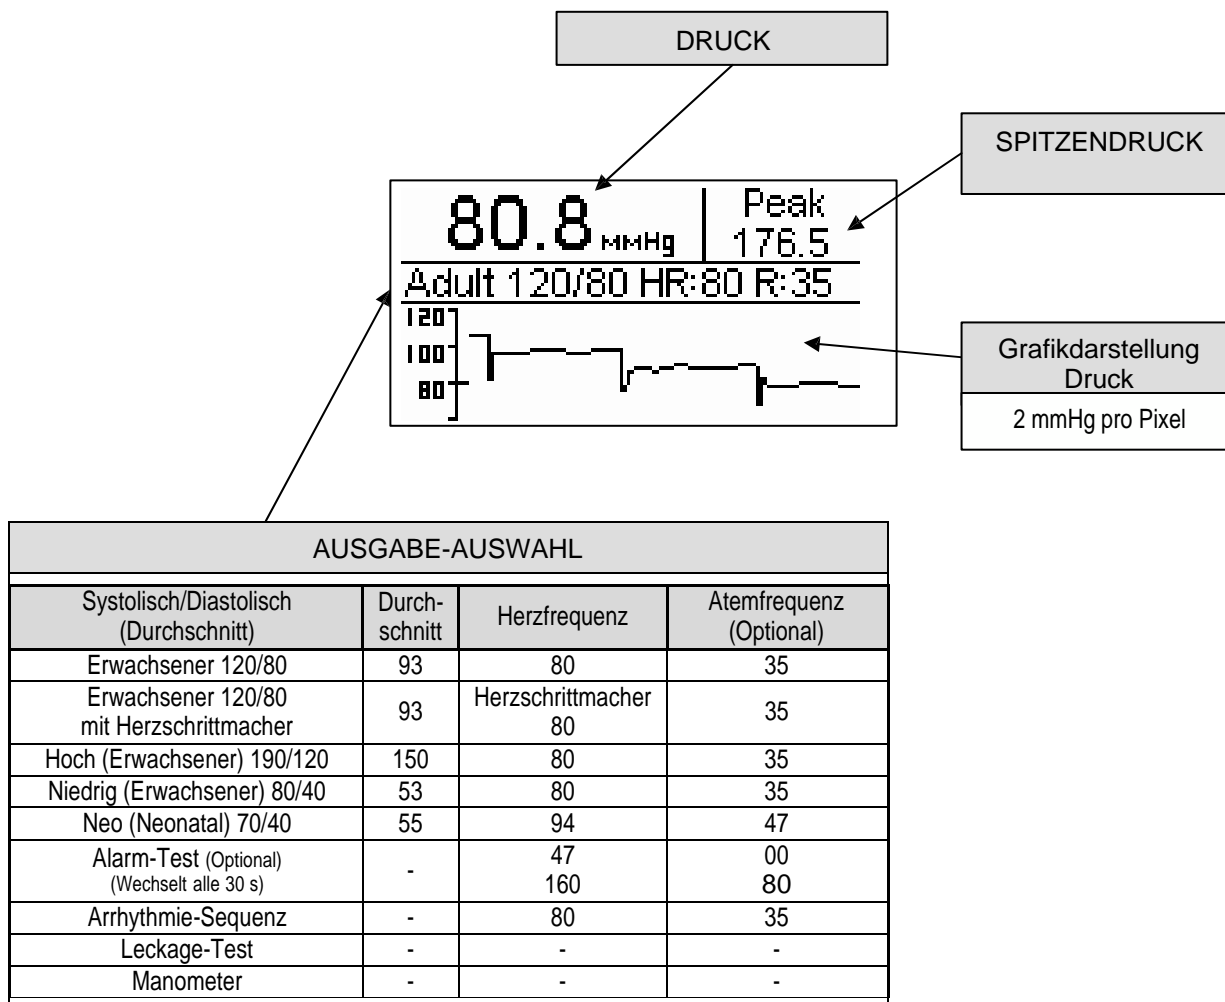 DRUCK
SPITZENDRUCK
80.8 MMHg
Peak
176.5
Adult 120/80 HR:80 R:35
120
100
80
Grafikdarstellung
Druck
2 mmHg pro Pixel
AUSGABE-AUSWAHL
Systolisch/Diastolisch
(Durchschnitt)
Durch-
schnitt
Herzfrequenz
Atemfrequenz
(Optional)
Erwachsener 120/80 93 80 35
Erwachsener 120/80
mit Herzschrittmacher
93
Herzschrittmacher
80
35
Hoch (Erwachsener) 190/120 150 80 35
Niedrig (Erwachsener) 80/40 53 80 35
Neo (Neonatal) 70/40 55 94 47
Alarm-Test (Optional)
(Wechselt alle 30 s)
-
47
160
00
80
Arrhythmie-Sequenz - 80 35
Leckage-Test - - -
Manometer - - -